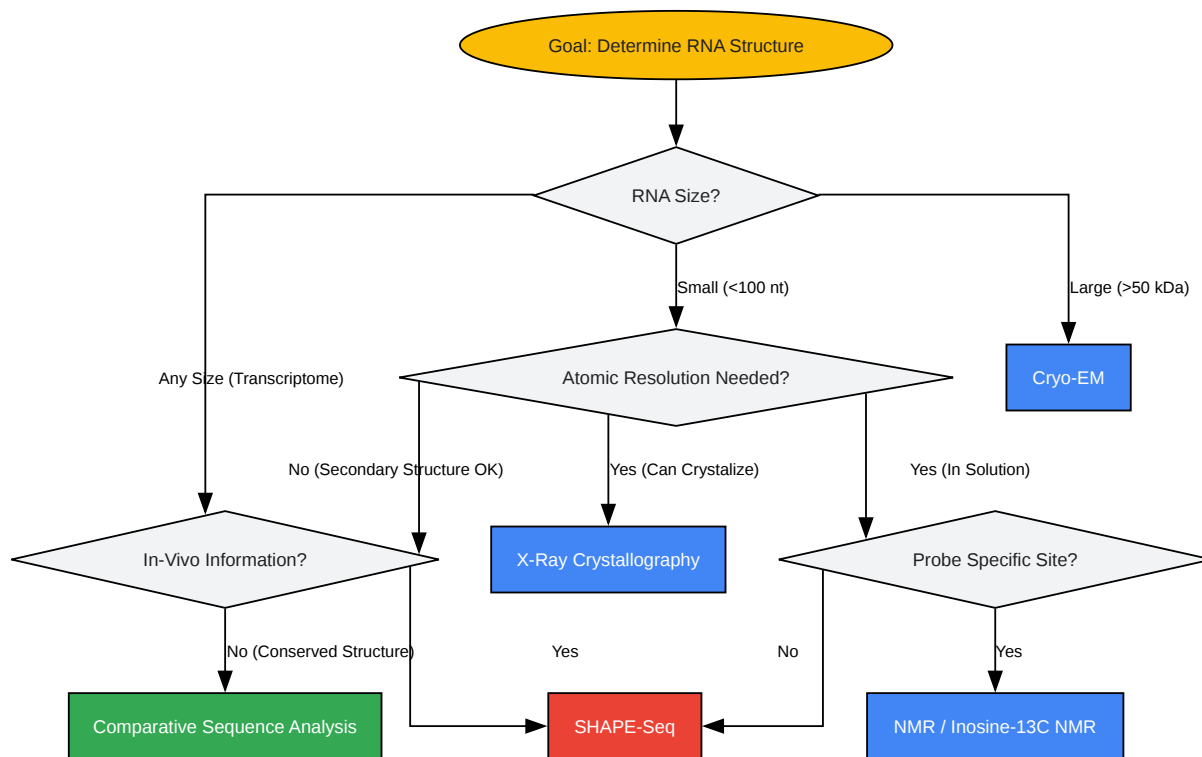 Goal: Determine RNA Structure
RNA Size?
Small (<100 nt)
Large (>50 kDa)
Any Size (Transcriptome)
Atomic Resolution Needed?
Cryo-EM
No (Secondary Structure OK)
Yes (Can Crystalize)
Yes (In Solution)
In-Vivo Information?
X-Ray Crystallography
Probe Specific Site?
No (Conserved Structure)
Yes
No
Yes
Comparative Sequence Analysis
SHAPE-Seq
NMR / Inosine-13C NMR